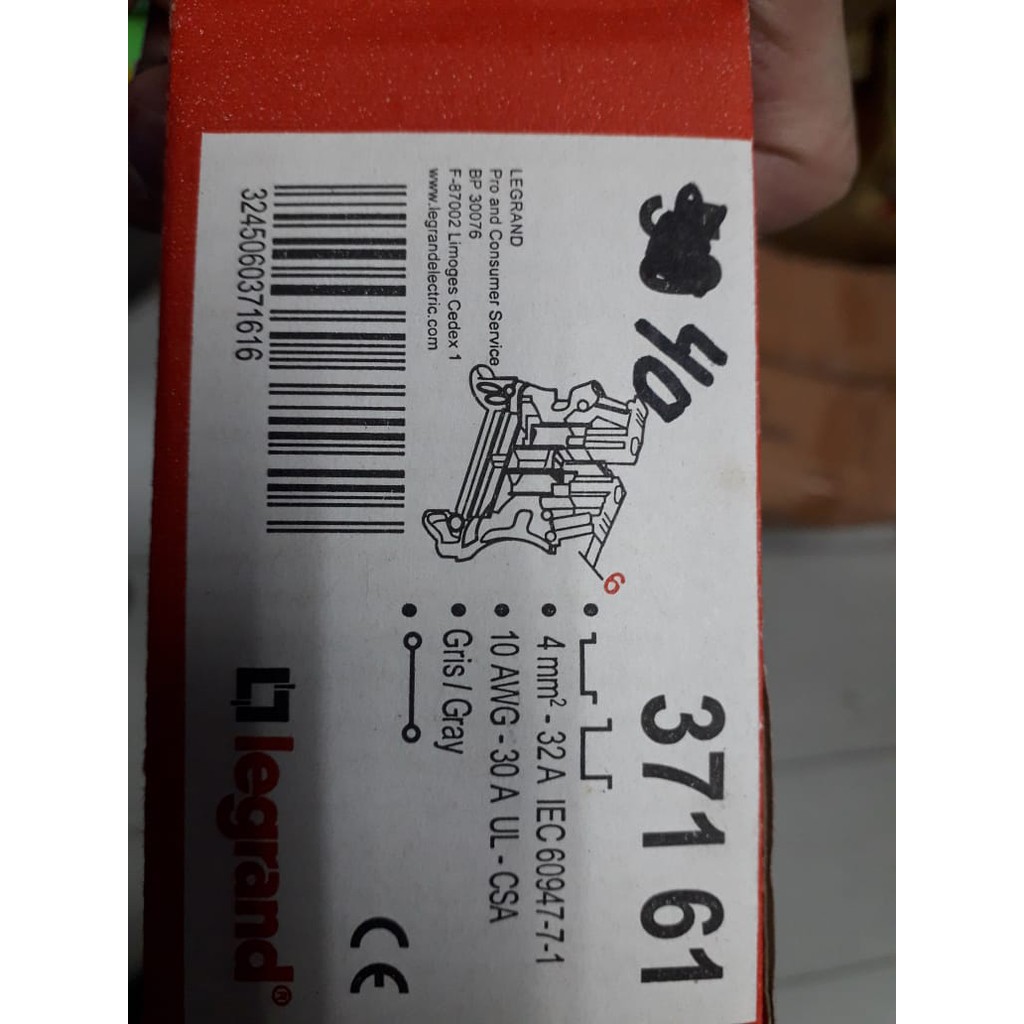 40
371 61
LEGRAND
Pro and Consumer Service
BP 30076
F-87002 Limoges Cedex 1
www.legrandelectric.com
6
4 mm² - 32 A IEC 60947-7-1
10 AWG - 30 A UL - CSA
Gris / Gray
3245060371616
legrand®
CE